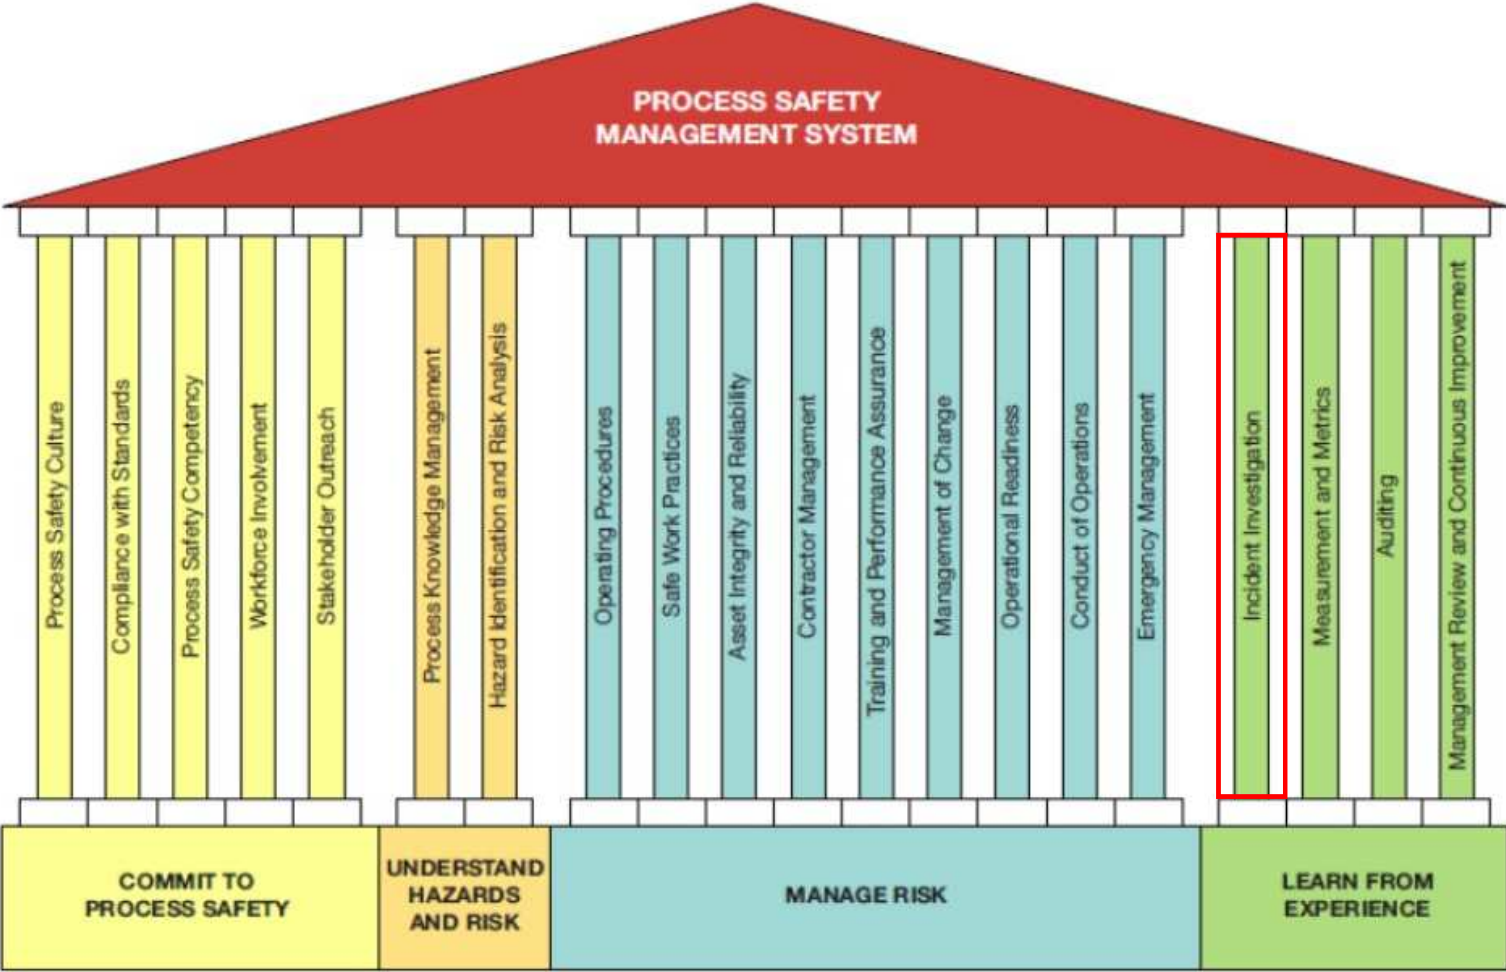 PROCESS SAFETY
MANAGEMENT SYSTEM
Process Safety Culture
Compliance with Standards
Process Safety Competency
Workforce Involvement
Stakeholder Outreach
Process Knowledge Management
Hazard Identification and Risk Analysis
Operating Procedures
Safe Work Practices
Asset Integrity and Reliability
Contractor Management
Training and Performance Assurance
Management of Change
Operational Readiness
Conduct of Operations
Emergency Management
Incident Investigation
Measurement and Metrics
Auditing
Management Review and Continuous Improvement
COMMIT TO
PROCESS SAFETY
UNDERSTAND
HAZARDS
AND RISK
MANAGE RISK
LEARN FROM
EXPERIENCE